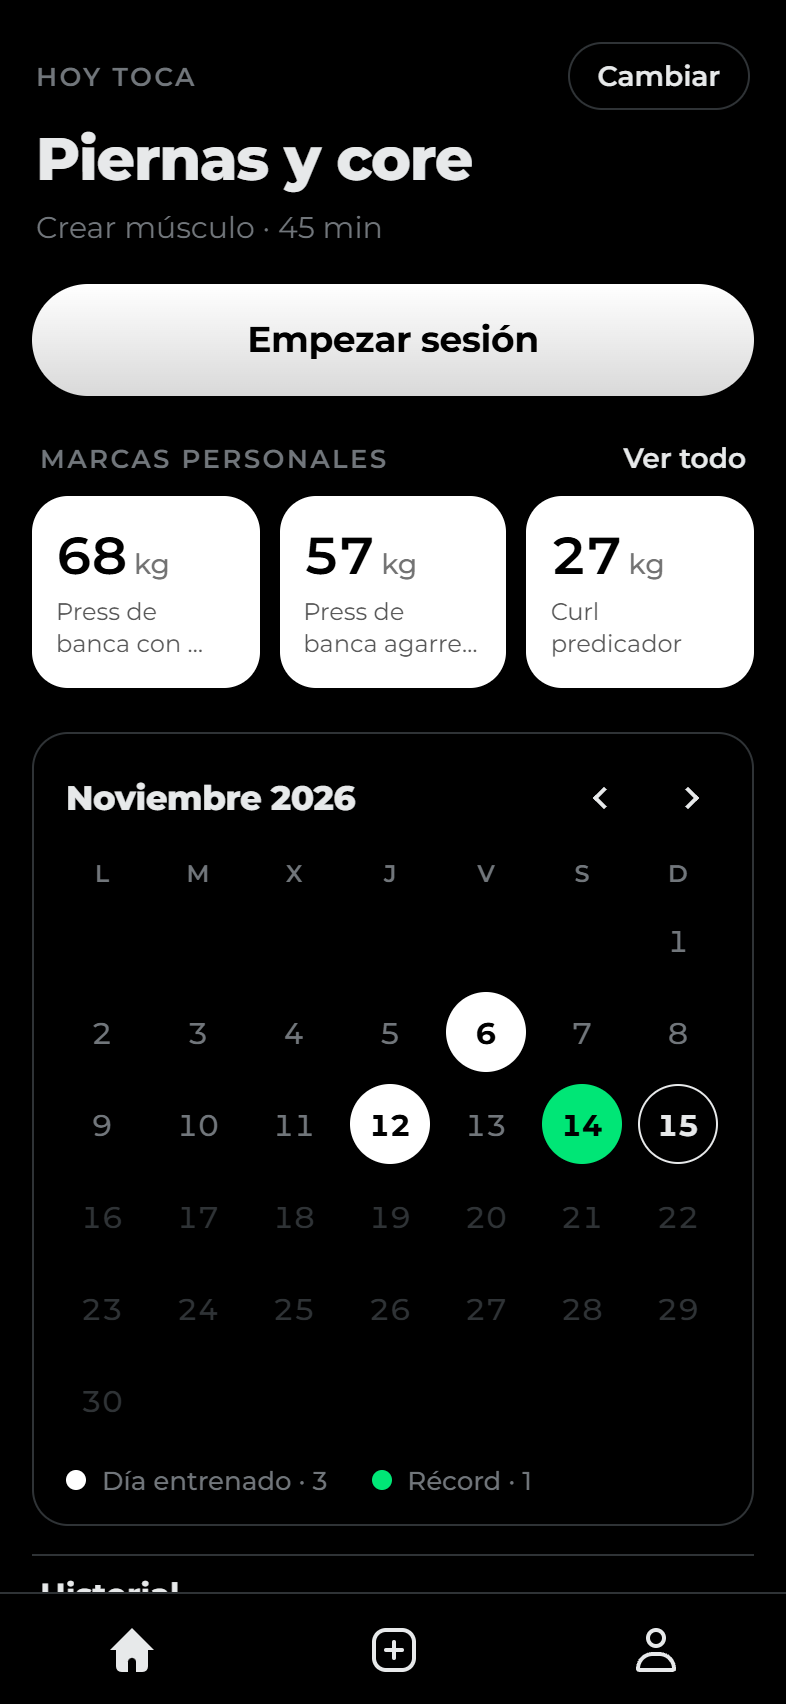 HOY TOCA
Cambiar
Piernas y core
Crear músculo · 45 min
Empezar sesión
MARCAS PERSONALES
Ver todo
68 kg
Press de
banca con ...
57 kg
Press de
banca agarre...
27 kg
Curl
predicador
Noviembre 2026
L M X J V S D
1
2 3 4 5 6 7 8
9 10 11 12 13 14 15
16 17 18 19 20 21 22
23 24 25 26 27 28 29
30
Día entrenado · 3
Récord · 1
Historial